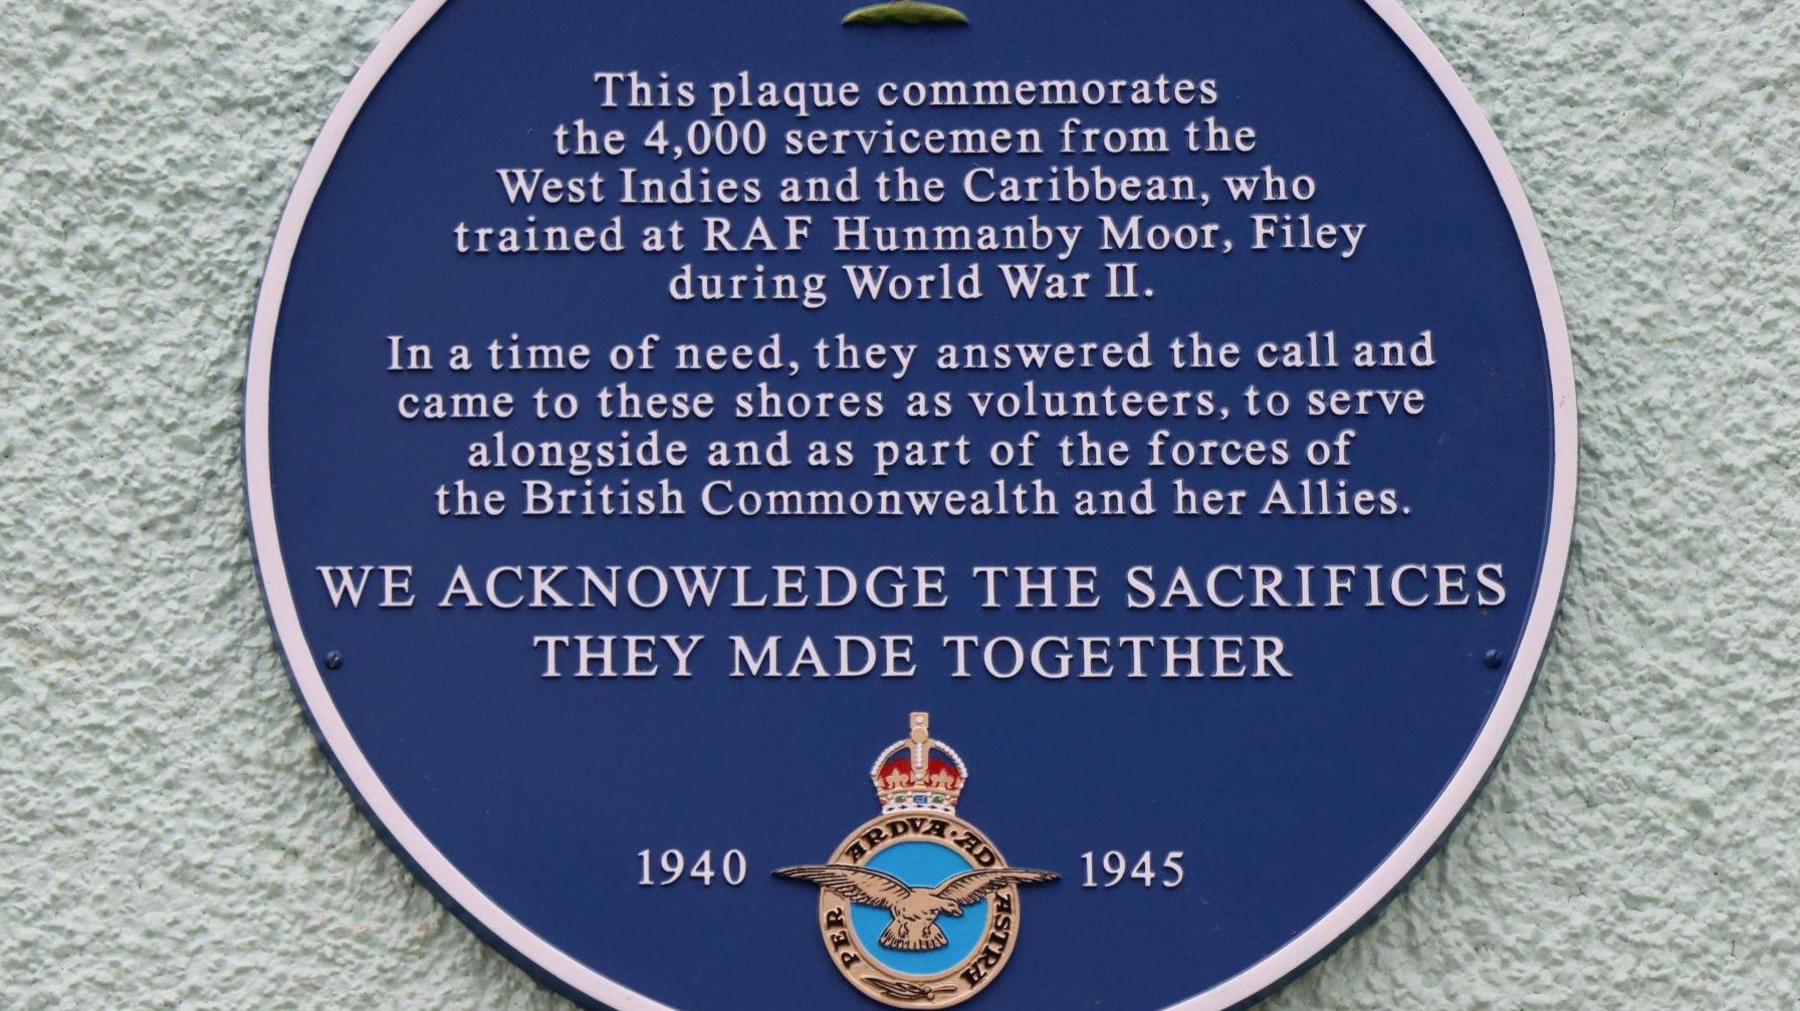 This plaque commemorates
the 4,000 servicemen from the
West Indies and the Caribbean, who
trained at RAF Hunmanby Moor, Filey
during World War II.
In a time of need, they answered the call and
came to these shores as volunteers, to serve
alongside and as part of the forces of
the British Commonwealth and her Allies.
WE ACKNOWLEDGE THE SACRIFICES
THEY MADE TOGETHER
1940
PER ARDVA · AD ASTRA
1945